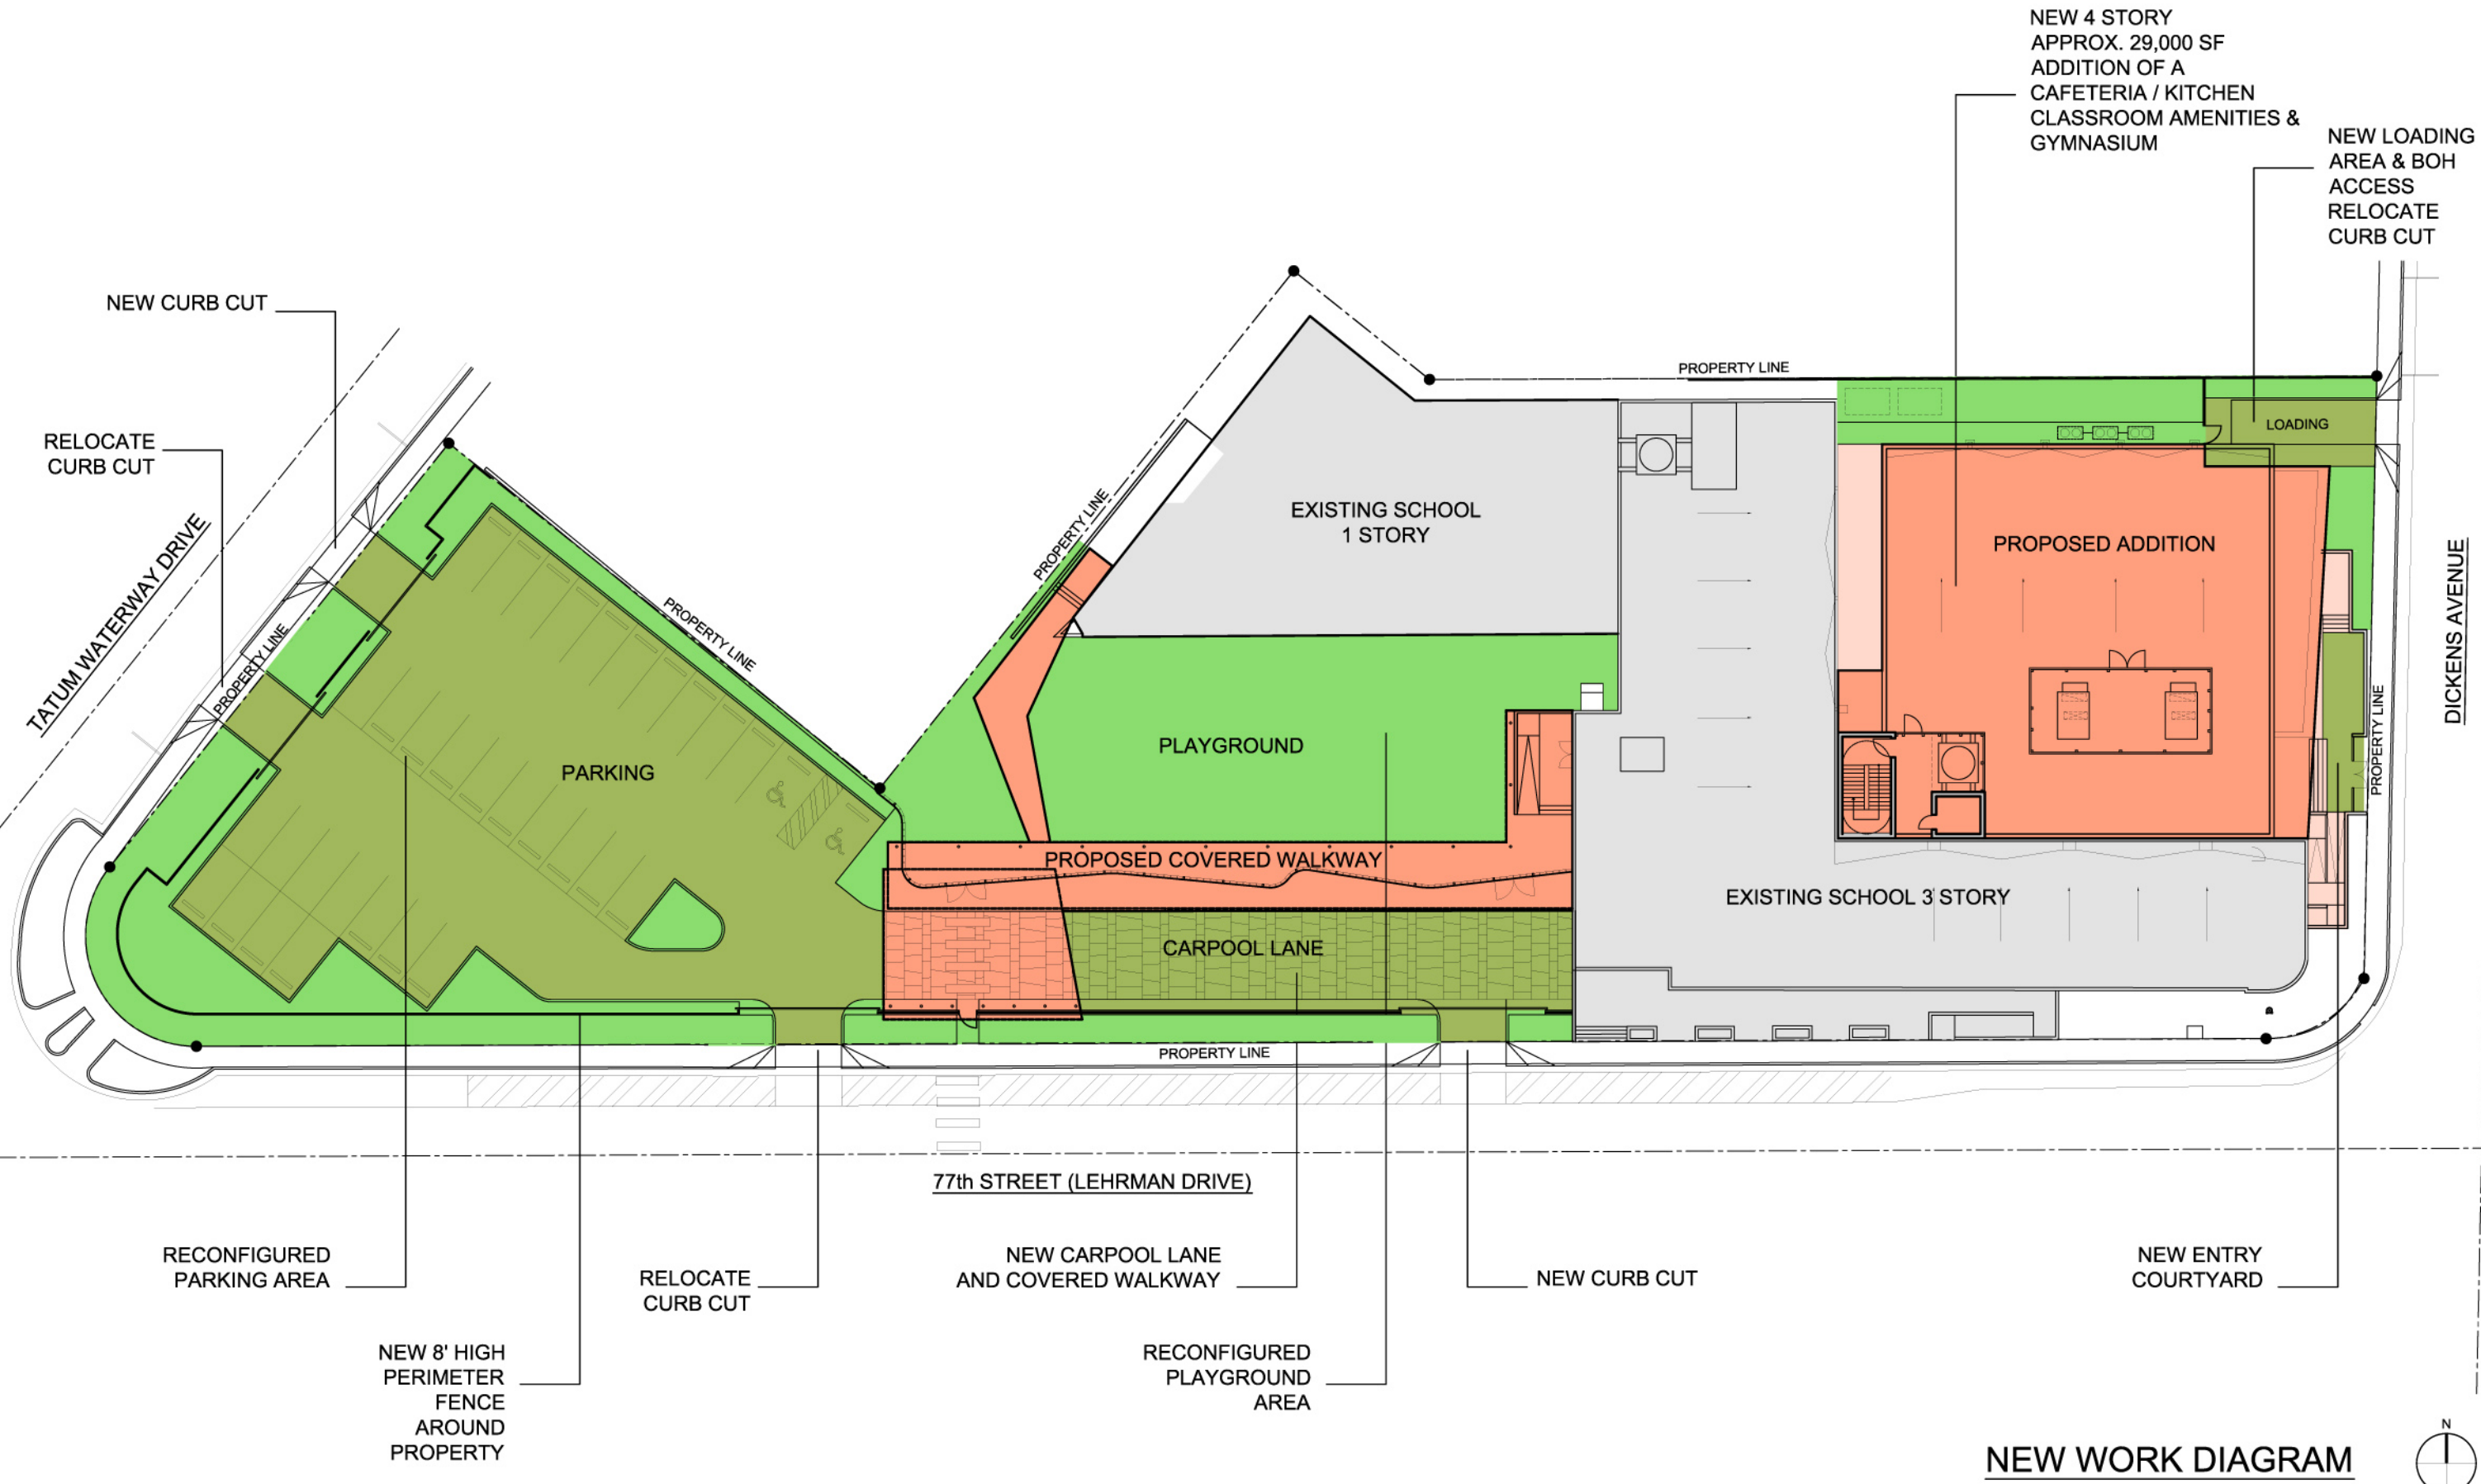 NEW 4 STORY
APPROX. 29,000 SF
ADDITION OF A
CAFETERIA / KITCHEN
CLASSROOM AMENITIES &
GYMNASIUM
NEW LOADING
AREA & BOH
ACCESS
RELOCATE
CURB CUT
NEW CURB CUT
RELOCATE
CURB CUT
TATUM WATERWAY DRIVE
PROPERTY LINE
PROPERTY LINE
PROPERTY LINE
PROPERTY LINE
LOADING
EXISTING SCHOOL
1 STORY
PROPOSED ADDITION
DICKENS AVENUE
PROPERTY LINE
PARKING
PLAYGROUND
PROPOSED COVERED WALKWAY
EXISTING SCHOOL 3 STORY
CARPOOL LANE
PROPERTY LINE
77th STREET (LEHRMAN DRIVE)
RECONFIGURED
PARKING AREA
RELOCATE
CURB CUT
NEW CARPOOL LANE
AND COVERED WALKWAY
NEW CURB CUT
NEW ENTRY
COURTYARD
NEW 8' HIGH
PERIMETER
FENCE
AROUND
PROPERTY
RECONFIGURED
PLAYGROUND
AREA
N
NEW WORK DIAGRAM